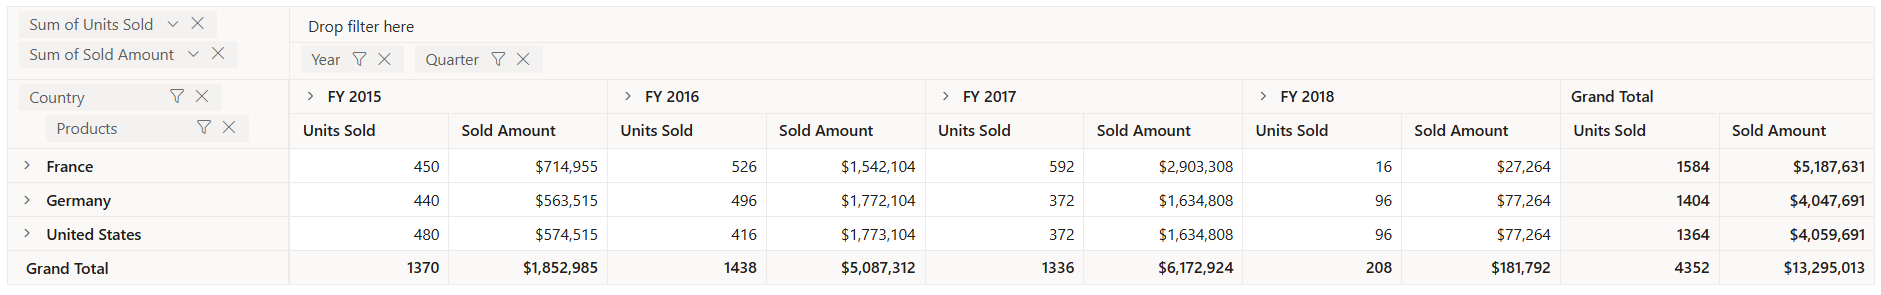 Sum of Units Sold
Drop filter here
Sum of Sold Amount
Year Quarter
Country
Products
FY 2015 FY 2016 FY 2017 FY 2018 Grand Total
Units Sold Sold Amount Units Sold Sold Amount Units Sold Sold Amount Units Sold Sold Amount Units Sold Sold Amount
France 450 $714,955 526 $1,542,104 592 $2,903,308 16 $27,264 1584 $5,187,631
Germany 440 $563,515 496 $1,772,104 372 $1,634,808 96 $77,264 1404 $4,047,691
United States 480 $574,515 416 $1,773,104 372 $1,634,808 96 $77,264 1364 $4,059,691
Grand Total 1370 $1,852,985 1438 $5,087,312 1336 $6,172,924 208 $181,792 4352 $13,295,013